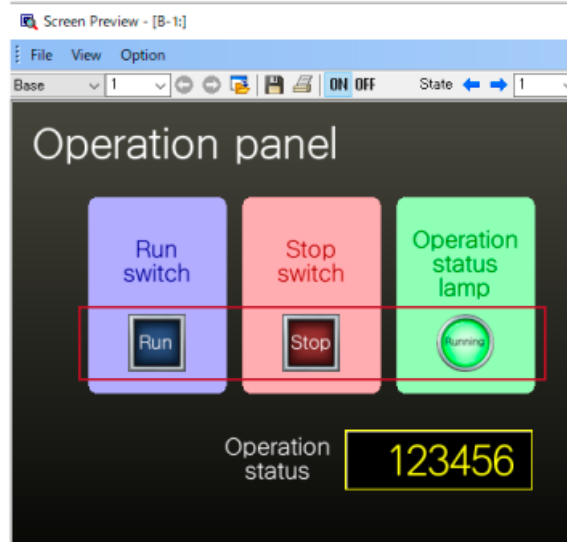 Screen Preview - [B-1:]
File View Option
Base 1 ON OFF State 1
Operation panel
Run
switch
Stop
switch
Operation
status
lamp
Run
Stop
Running
Operation
status
123456